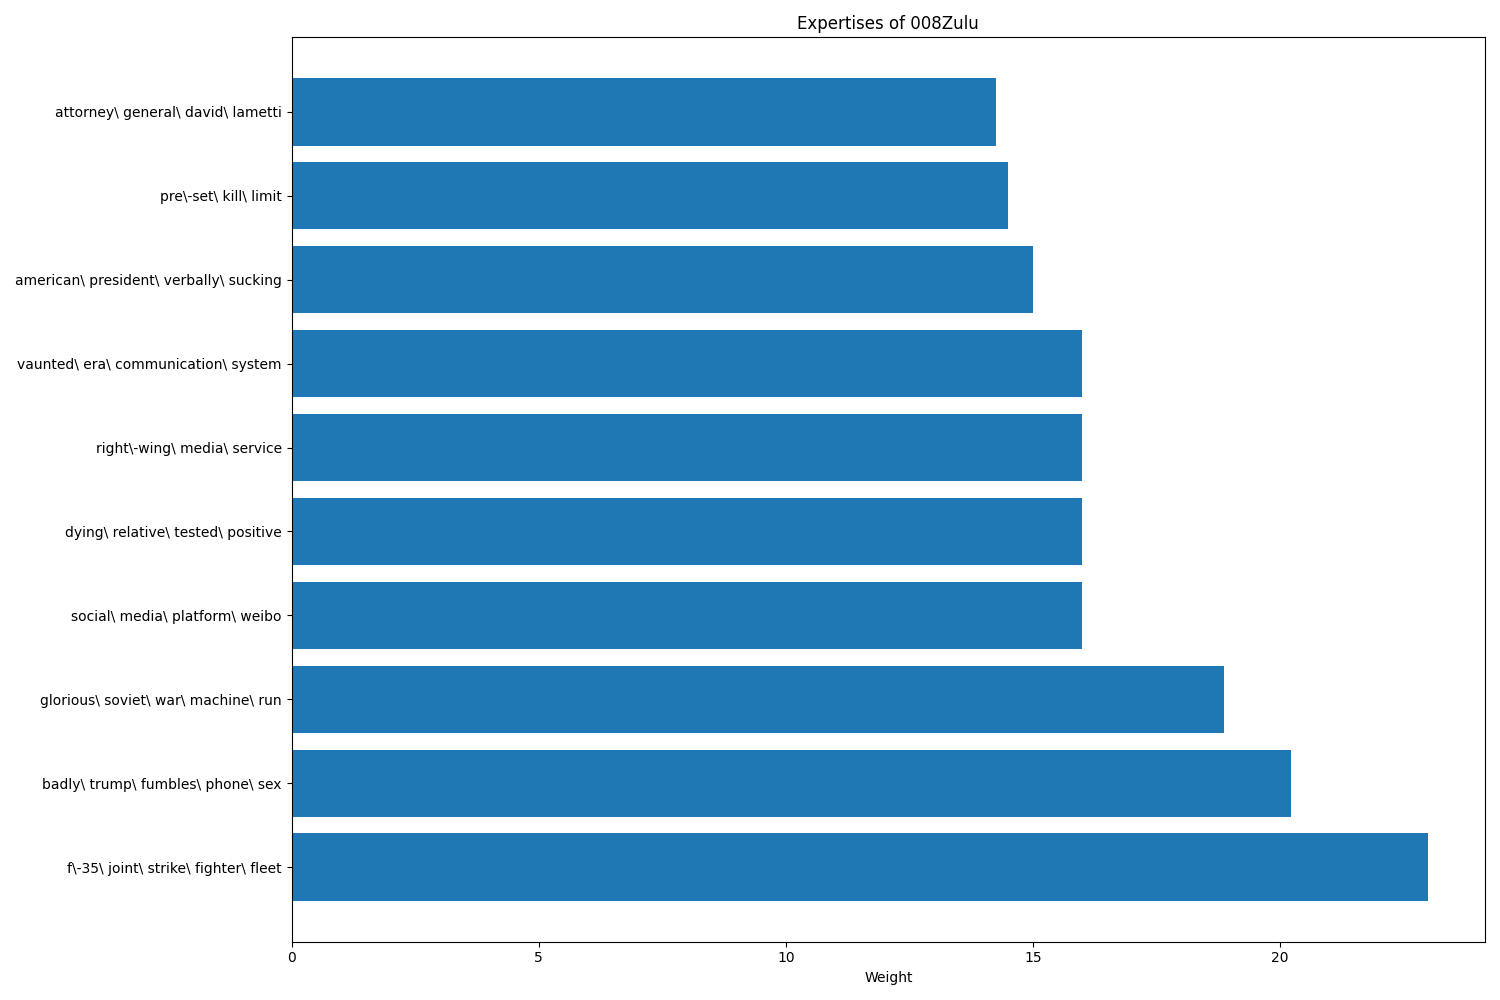 Expertises of 008Zulu
attorney\ general\ david\ lametti
pre\-set\ kill\ limit
american\ president\ verbally\ sucking
vaunted\ era\ communication\ system
right\-wing\ media\ service
dying\ relative\ tested\ positive
social\ media\ platform\ weibo
glorious\ soviet\ war\ machine\ run
badly\ trump\ fumbles\ phone\ sex
f\-35\ joint\ strike\ fighter\ fleet
0 5 10 15 20
Weight